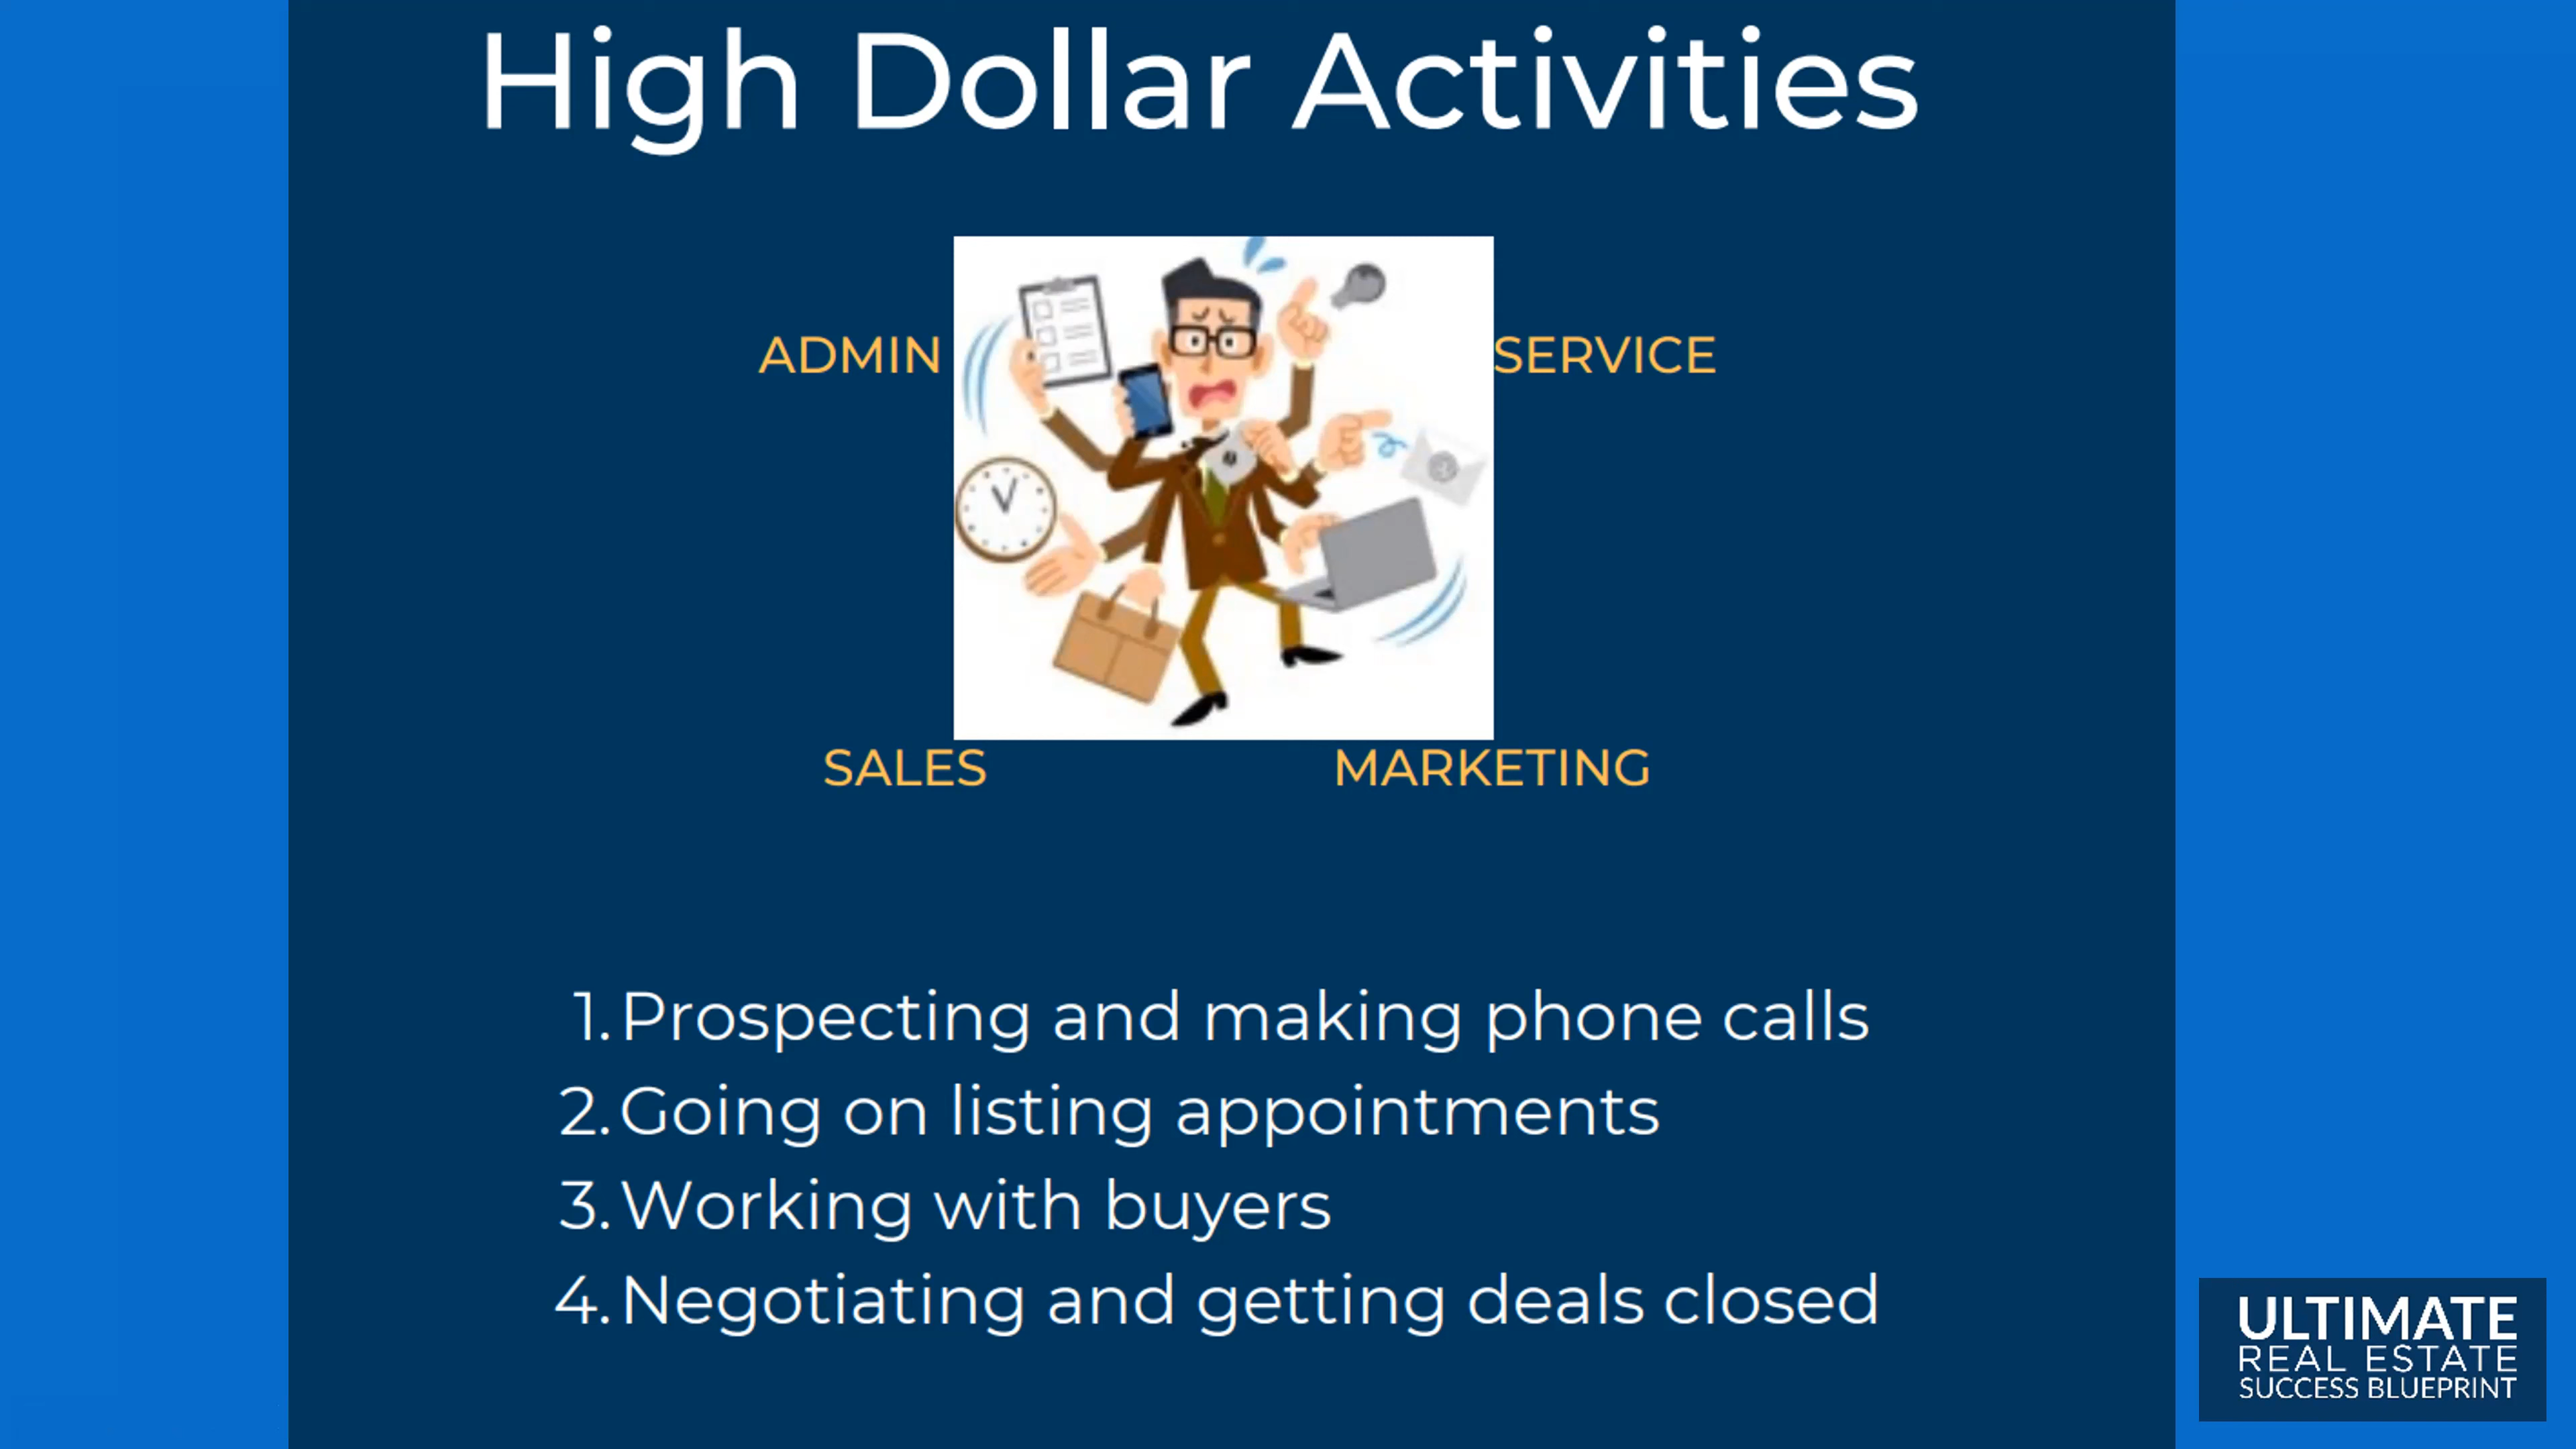 High Dollar Activities
ADMIN
SERVICE
SALES
MARKETING
1. Prospecting and making phone calls
2. Going on listing appointments
3. Working with buyers
4. Negotiating and getting deals closed
ULTIMATE
REAL ESTATE
SUCCESS BLUEPRINT